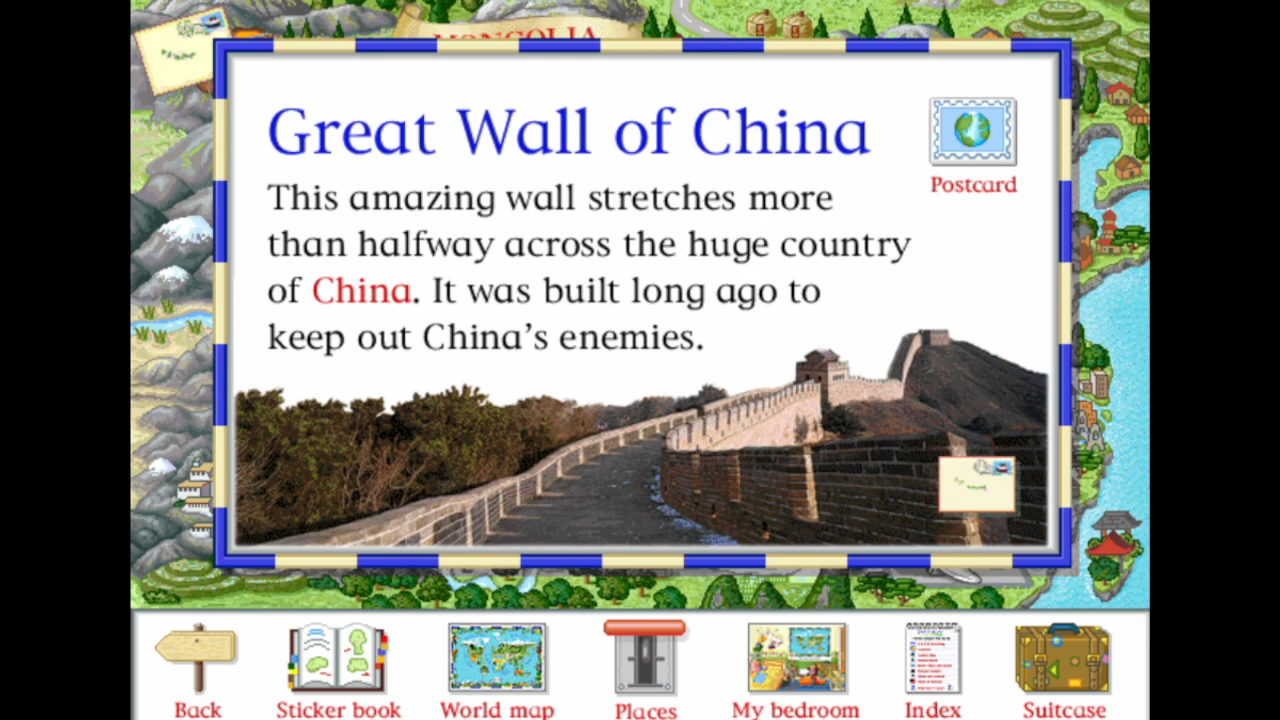 MONGOLIA
Great Wall of China
Postcard
This amazing wall stretches more
than halfway across the huge country
of China. It was built long ago to
keep out China's enemies.
Back
Sticker book
World map
Places
My bedroom
Index
Suitcase